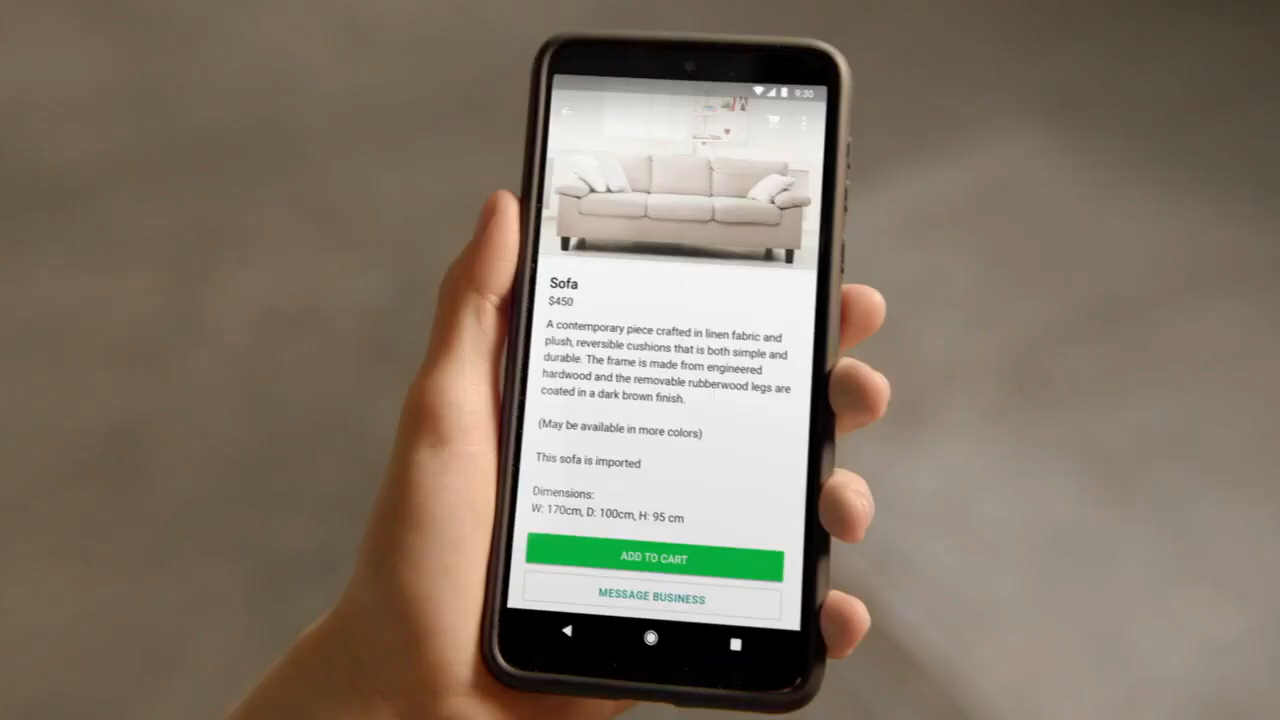 9:30
Sofa
$450
A contemporary piece crafted in linen fabric and
plush, reversible cushions that is both simple and
durable. The frame is made from engineered
hardwood and the removable rubberwood legs are
coated in a dark brown finish.
(May be available in more colors)
This sofa is imported
Dimensions:
W: 170cm, D: 100cm, H: 95 cm
ADD TO CART
MESSAGE BUSINESS